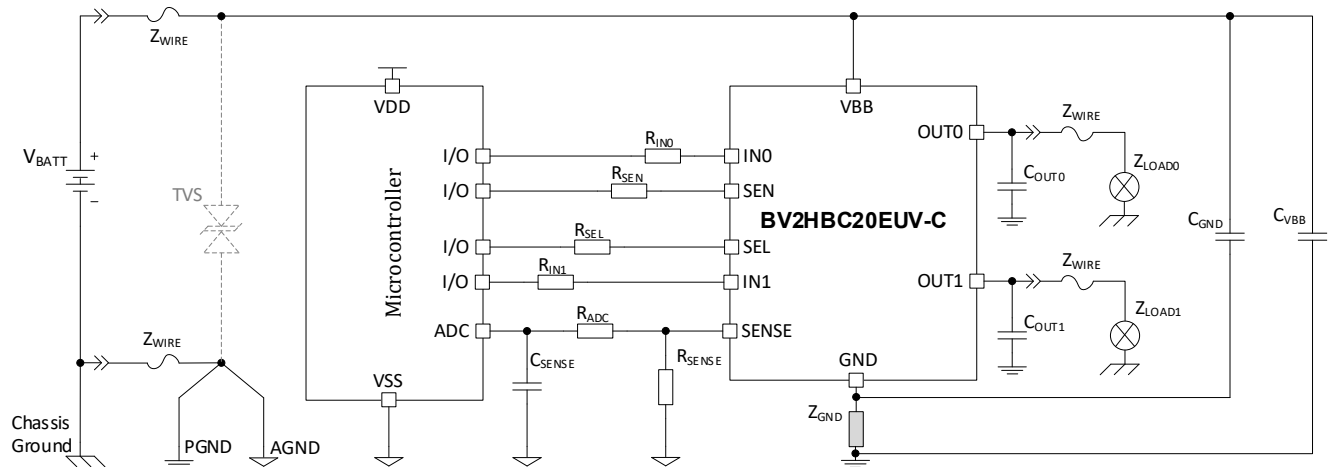 Z_WIRE
VDD
VBB
OUT0
Z_WIRE
V_BATT
+
−
TVS
Microcontroller
I/O
R_IN0
IN0
I/O
R_SEN
SEN
Z_LOAD0
C_OUT0
BV2HBC20EUV-C
C_GND
C_VBB
I/O
R_SEL
SEL
I/O
R_IN1
IN1
OUT1
Z_WIRE
ADC
R_ADC
SENSE
Z_LOAD1
C_OUT1
Z_WIRE
C_SENSE
R_SENSE
GND
VSS
Z_GND
Chassis
Ground
PGND
AGND